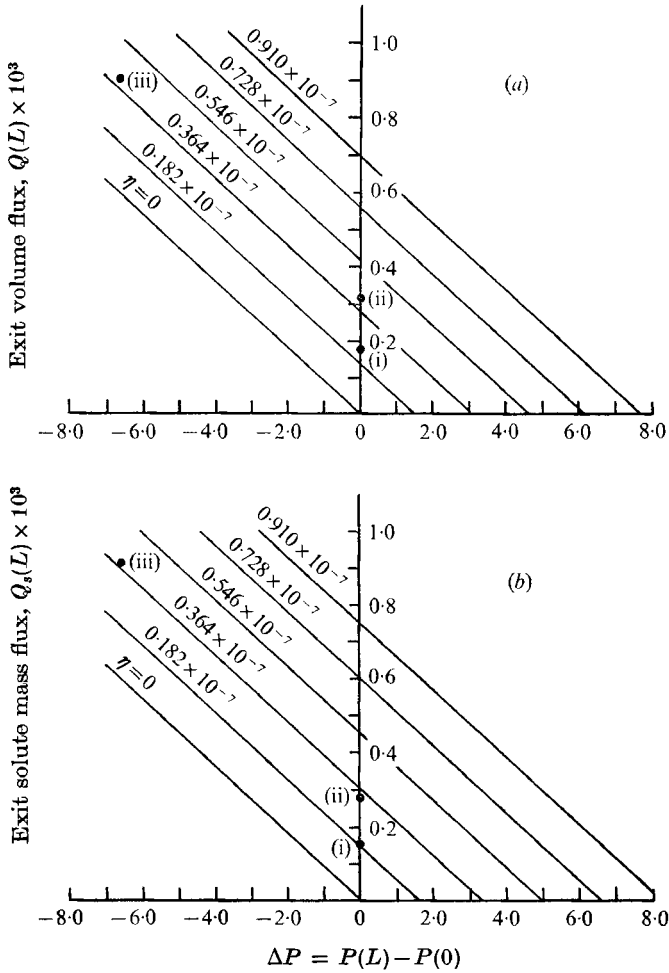 Exit volume flux, Q(L) × 10³
1·0
0·8
0·6
0·4
0·2
(a)
0·910 × 10⁻⁷
0·728 × 10⁻⁷
0·546 × 10⁻⁷
0·364 × 10⁻⁷
0·182 × 10⁻⁷
η = 0
(iii)
(ii)
(i)
−8·0 −6·0 −4·0 −2·0 0 2·0 4·0 6·0 8·0
Exit solute mass flux, Qₛ(L) × 10³
1·0
0·8
0·6
0·4
0·2
(b)
0·910 × 10⁻⁷
0·728 × 10⁻⁷
0·546 × 10⁻⁷
0·364 × 10⁻⁷
0·182 × 10⁻⁷
η = 0
(iii)
(ii)
(i)
−8·0 −6·0 −4·0 −2·0 0 2·0 4·0 6·0 8·0
ΔP = P(L) − P(0)